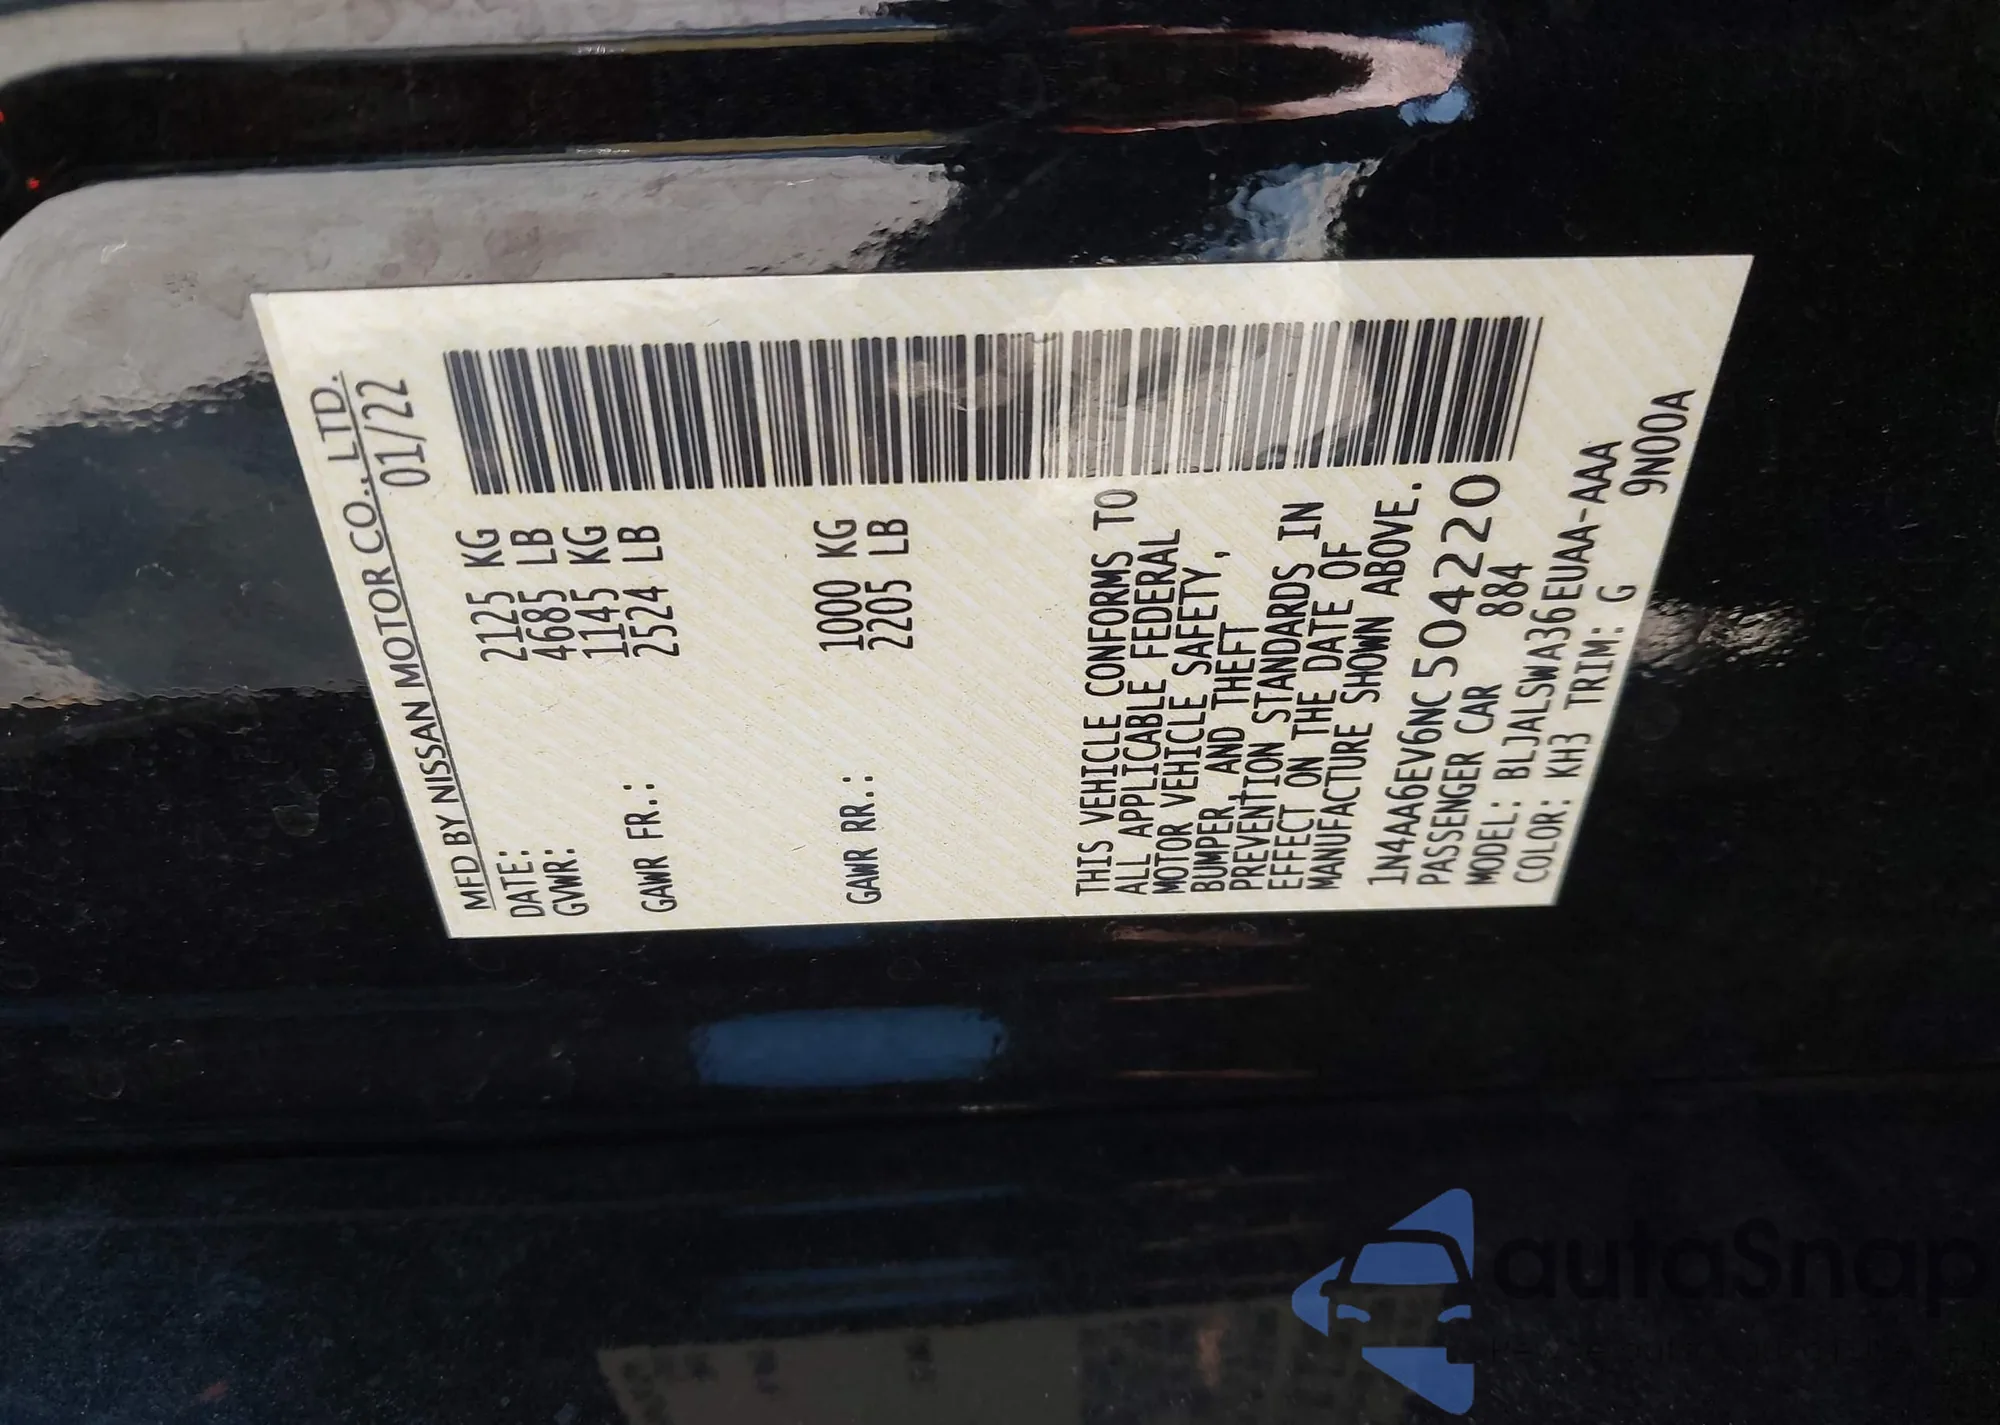 MFD BY NISSAN MOTOR CO., LTD.
DATE: 01/22
GVWR: 2125 KG
4685 LB
GAWR FR.: 1145 KG
2524 LB
GAWR RR.: 1000 KG
2205 LB
THIS VEHICLE CONFORMS TO
ALL APPLICABLE FEDERAL
MOTOR VEHICLE SAFETY,
BUMPER, AND THEFT
PREVENTION STANDARDS IN
EFFECT ON THE DATE OF
MANUFACTURE SHOWN ABOVE.
1N4AA6EV6NC504220
PASSENGER CAR 884
MODEL: BLJALSWA36EUAA-AAA
COLOR: KH3 TRIM: G 9N00A
autoSnap